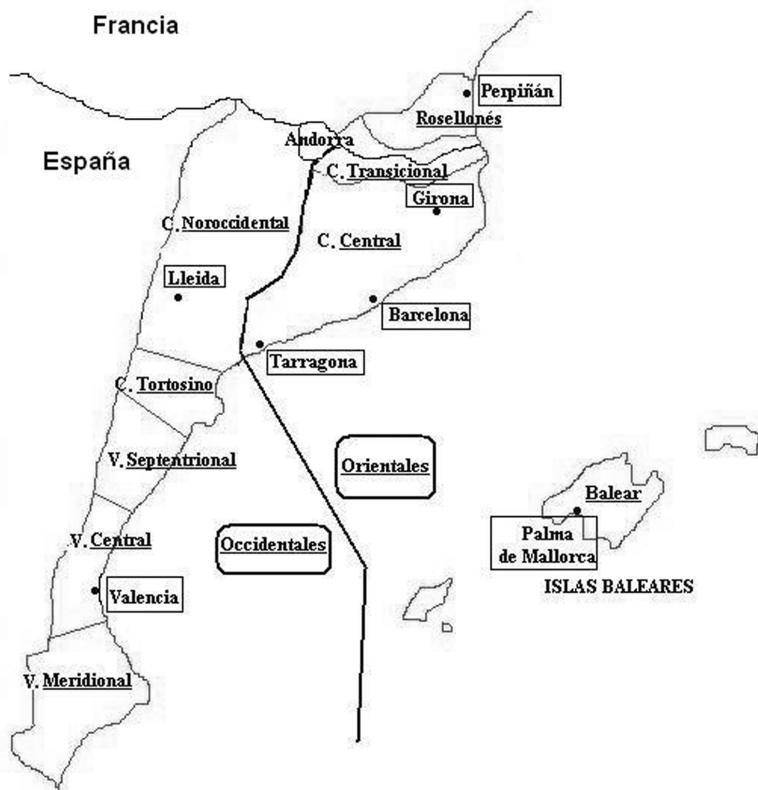 Francia
Perpiñán
Rosellonés
Andorra
España
C. Transicional
Girona
C. Noroccidental
C. Central
Lleida
Barcelona
Tarragona
C. Tortosino
V. Septentrional
Orientales
Balear
V. Central
Occidentales
Palma
de Mallorca
ISLAS BALEARES
Valencia
V. Meridional